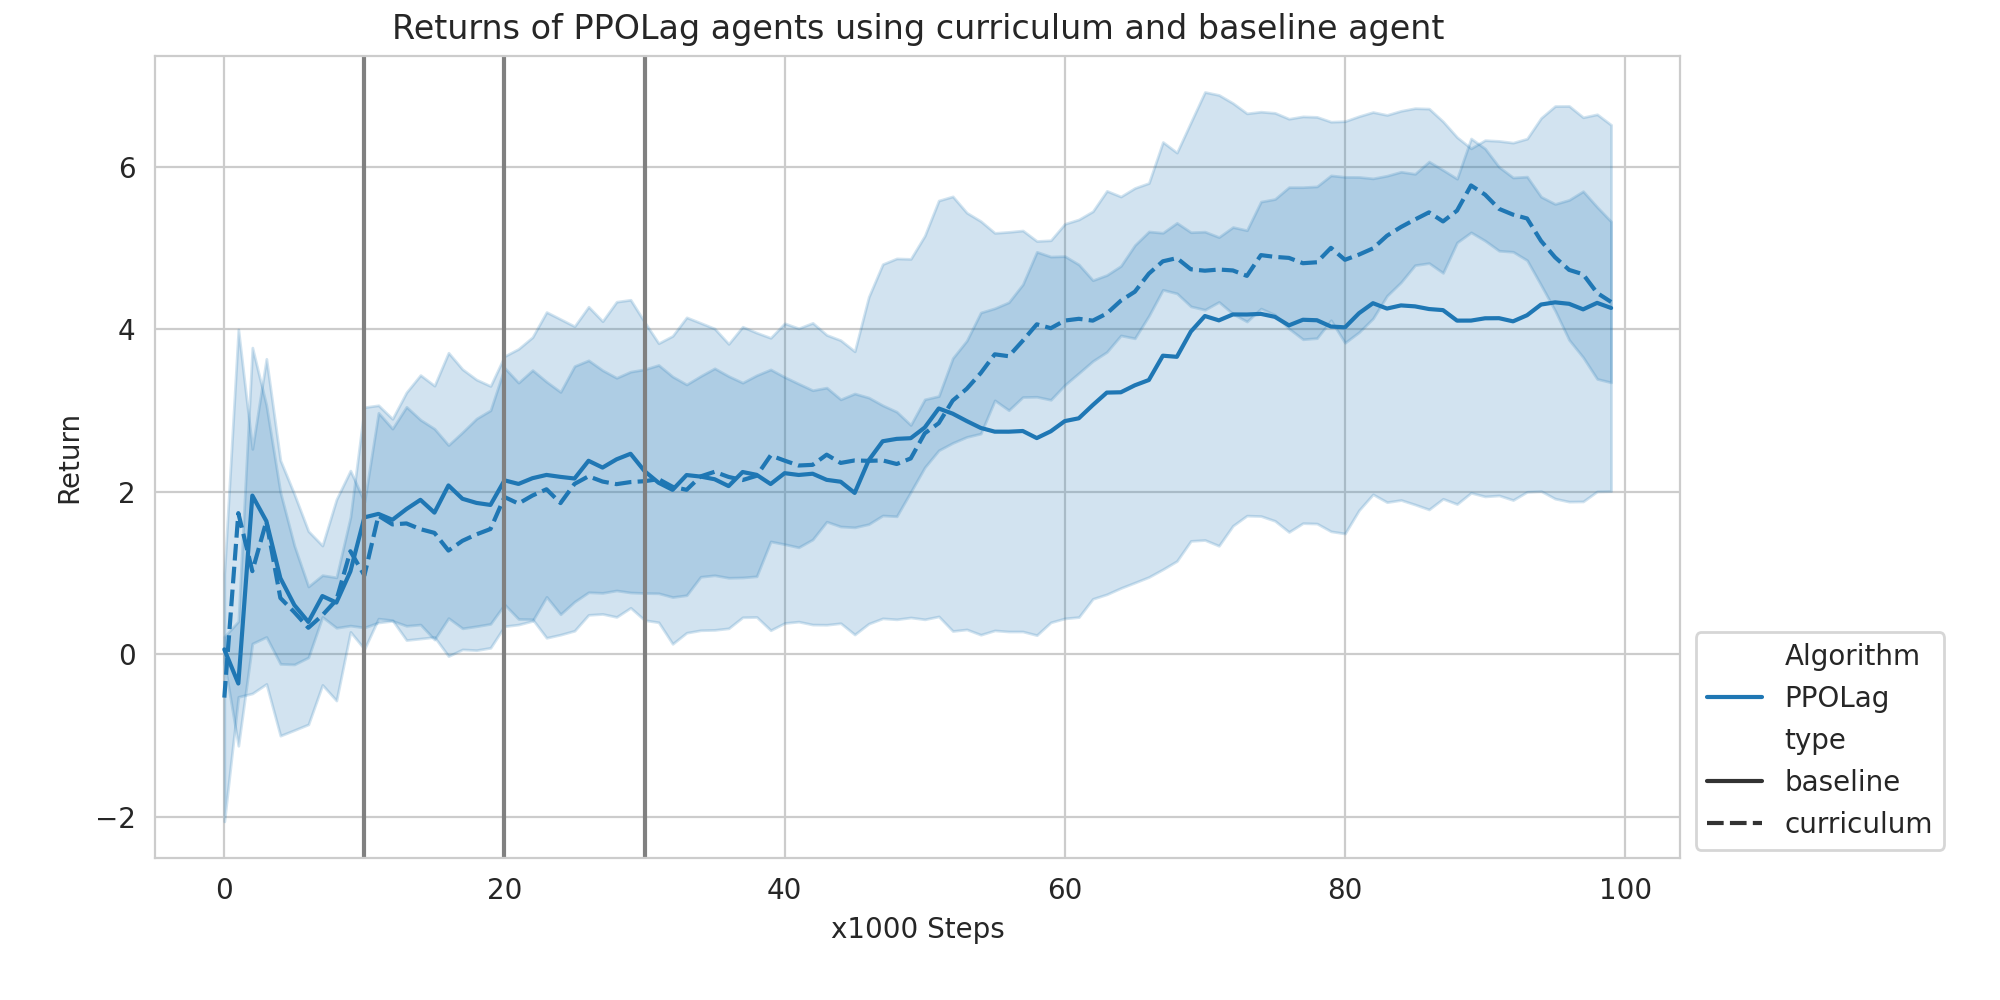 Returns of PPOLag agents using curriculum and baseline agent
Return
6
4
2
0
−2
0 20 40 60 80 100
x1000 Steps
Algorithm
PPOLag
type
baseline
curriculum